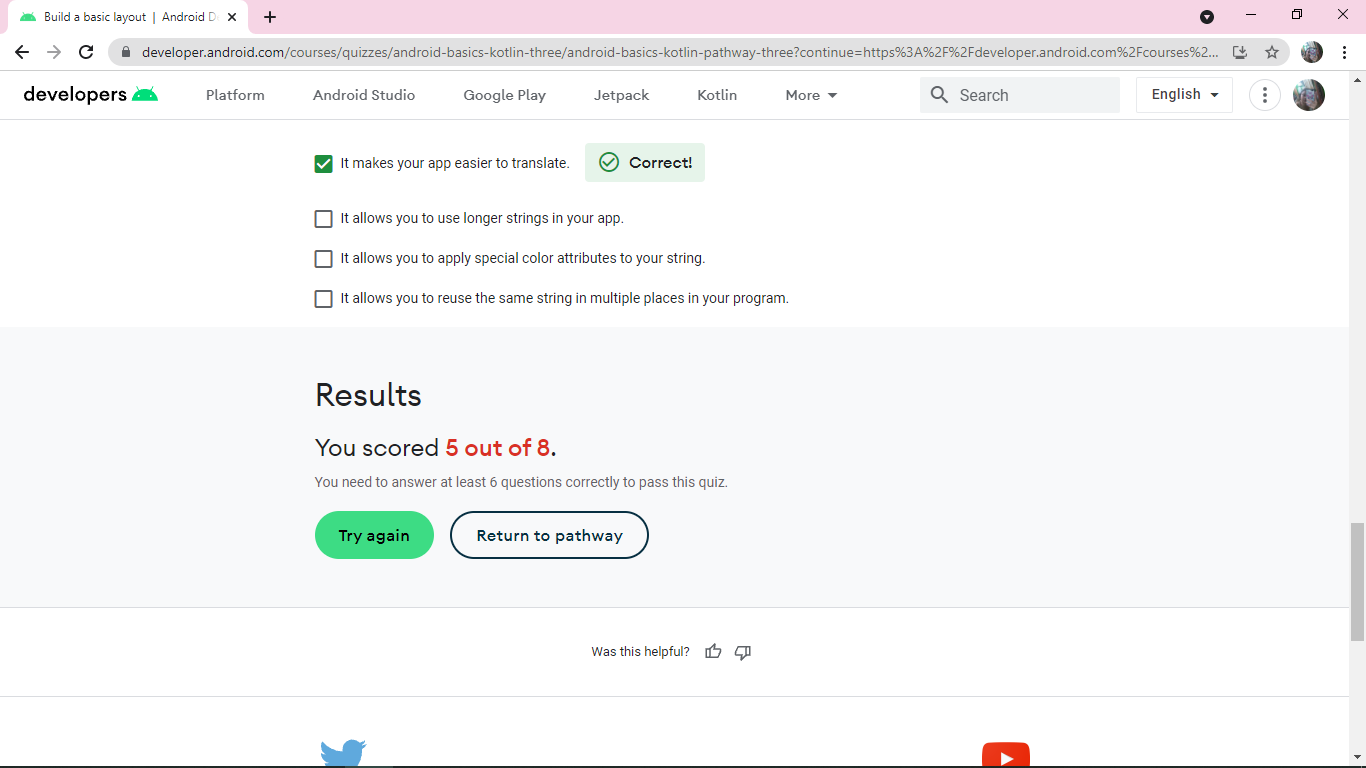 Build a basic layout | Android D
developer.android.com/courses/quizzes/android-basics-kotlin-three/android-basics-kotlin-pathway-three?continue=https%3A%2F%2Fdeveloper.android.com%2Fcourses%2...
developers Platform Android Studio Google Play Jetpack Kotlin More Search English
It makes your app easier to translate. Correct!
It allows you to use longer strings in your app.
It allows you to apply special color attributes to your string.
It allows you to reuse the same string in multiple places in your program.
Results
You scored 5 out of 8.
You need to answer at least 6 questions correctly to pass this quiz.
Try again Return to pathway
Was this helpful?